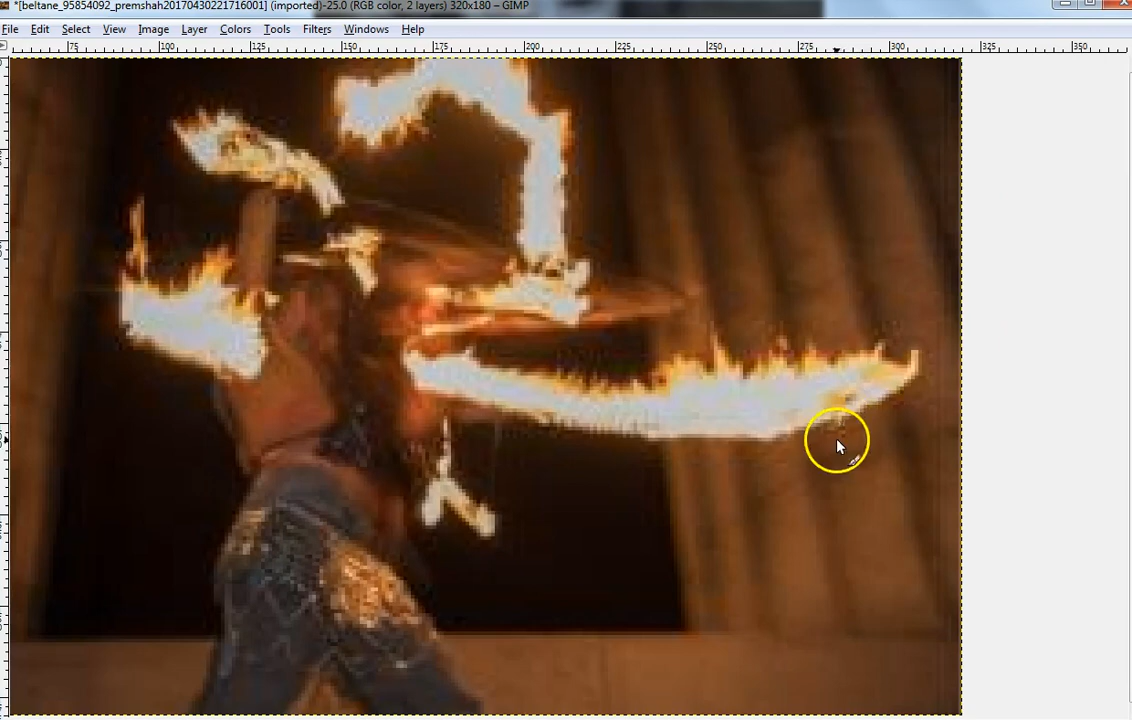 *[beltane_95854092_premshah20170430221716001] (imported)-25.0 (RGB color, 2 layers) 320x180 – GIMP
File Edit Select View Image Layer Colors Tools Filters Windows Help
75 100 125 150 175 200 225 250 275 300 325 350